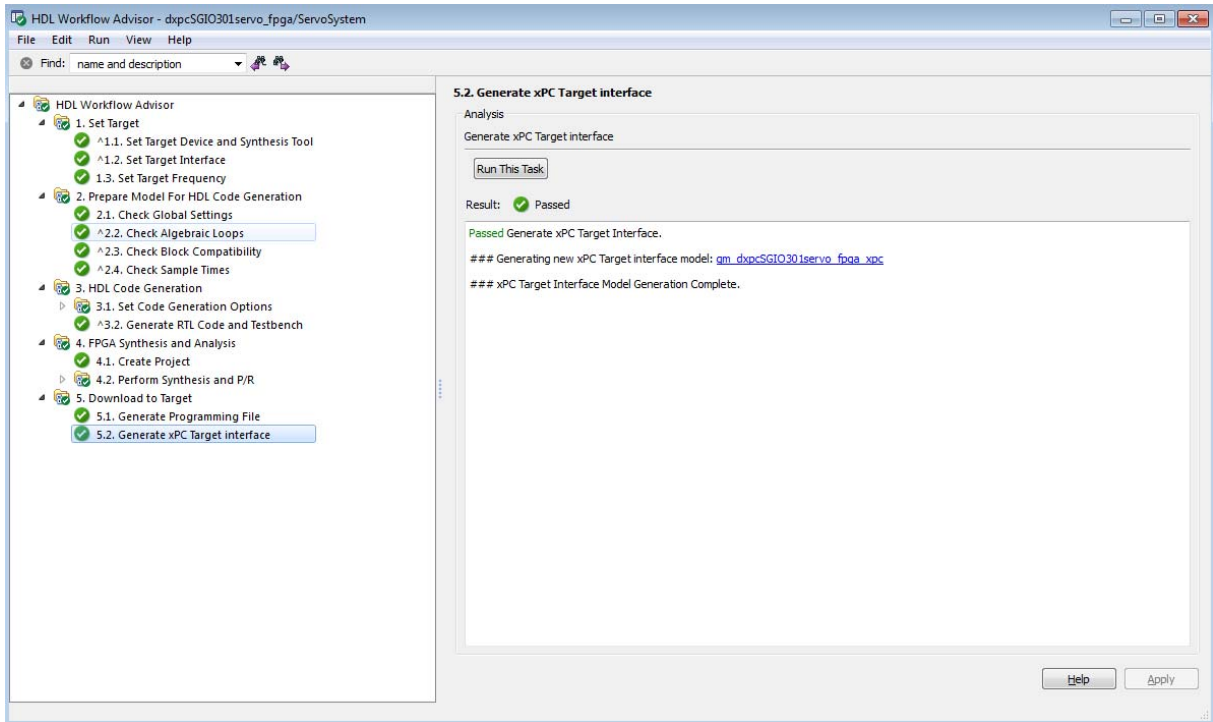 HDL Workflow Advisor - dxpcSGIO301servo_fpga/ServoSystem
File Edit Run View Help
Find: name and description
HDL Workflow Advisor
1. Set Target
^1.1. Set Target Device and Synthesis Tool
^1.2. Set Target Interface
1.3. Set Target Frequency
2. Prepare Model For HDL Code Generation
2.1. Check Global Settings
^2.2. Check Algebraic Loops
^2.3. Check Block Compatibility
^2.4. Check Sample Times
3. HDL Code Generation
3.1. Set Code Generation Options
^3.2. Generate RTL Code and Testbench
4. FPGA Synthesis and Analysis
4.1. Create Project
4.2. Perform Synthesis and P/R
5. Download to Target
5.1. Generate Programming File
5.2. Generate xPC Target interface
5.2. Generate xPC Target interface
Analysis
Generate xPC Target interface
Run This Task
Result: Passed
Passed Generate xPC Target Interface.
### Generating new xPC Target interface model: gm_dxpcSGIO301servo_fpga_xpc
### xPC Target Interface Model Generation Complete.
Help Apply